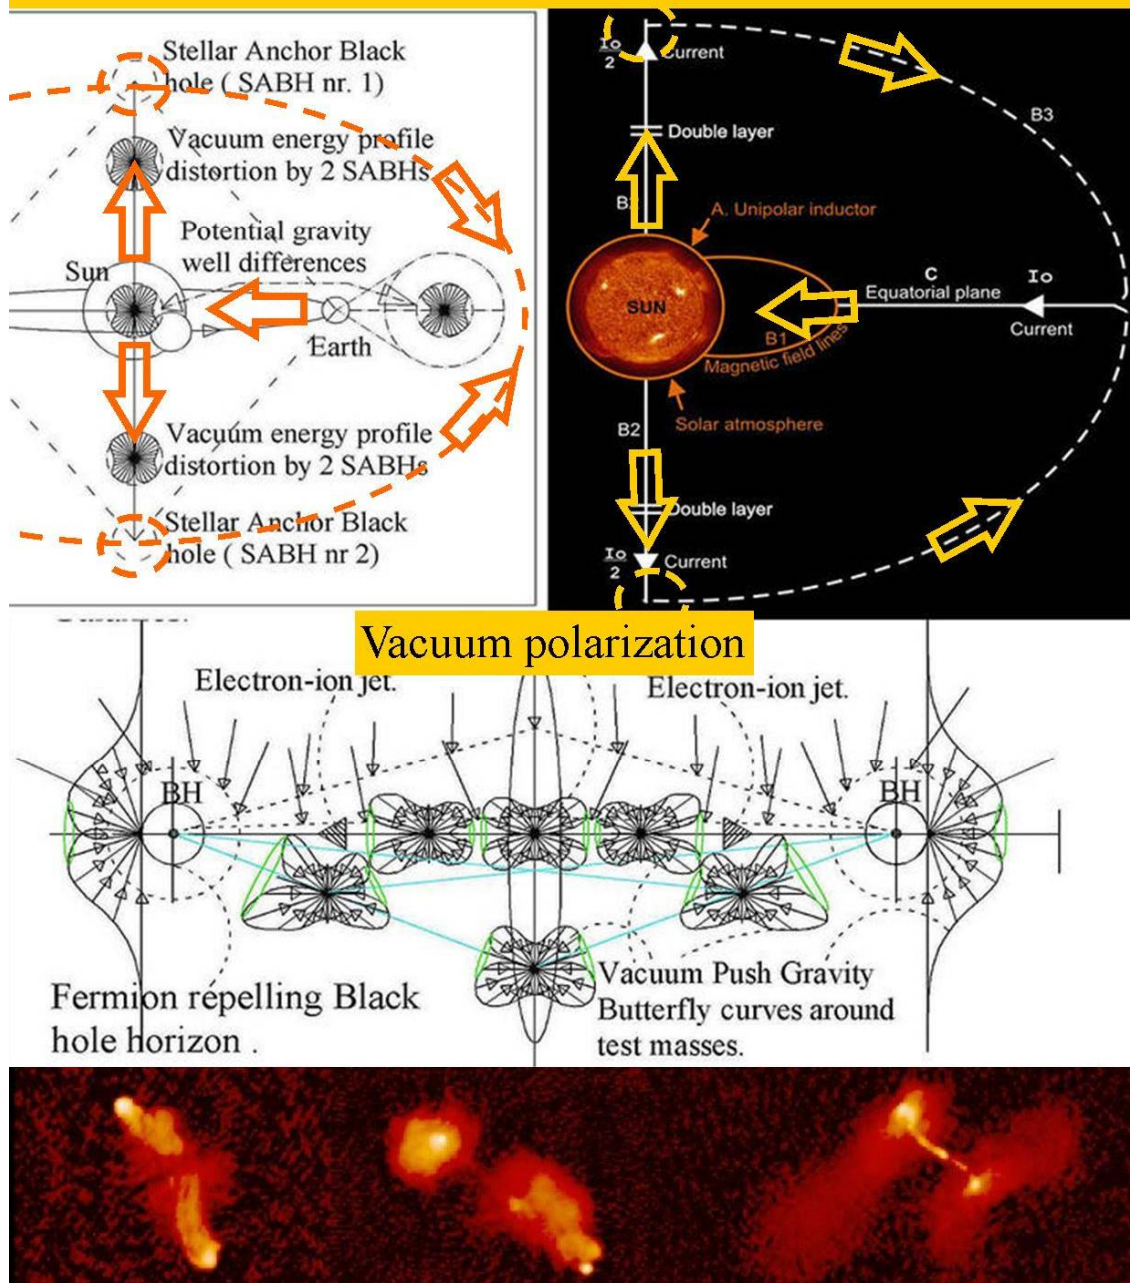 Stellar Anchor Black
hole ( SABH nr. 1)
Vacuum energy profile
distortion by 2 SABHs
Potential gravity
well differences
Sun
Earth
Vacuum energy profile
distortion by 2 SABHs
Stellar Anchor Black
hole ( SABH nr 2)
Io
2
Current
B3
Double layer
A. Unipolar inductor
SUN
C
Io
Equatorial plane
Current
B1
Magnetic field lines
Solar atmosphere
B2
Double layer
Io
2
Current
Vacuum polarization
Electron-ion jet.
Electron-ion jet.
BH
BH
Fermion repelling Black
hole horizon .
Vacuum Push Gravity
Butterfly curves around
test masses.